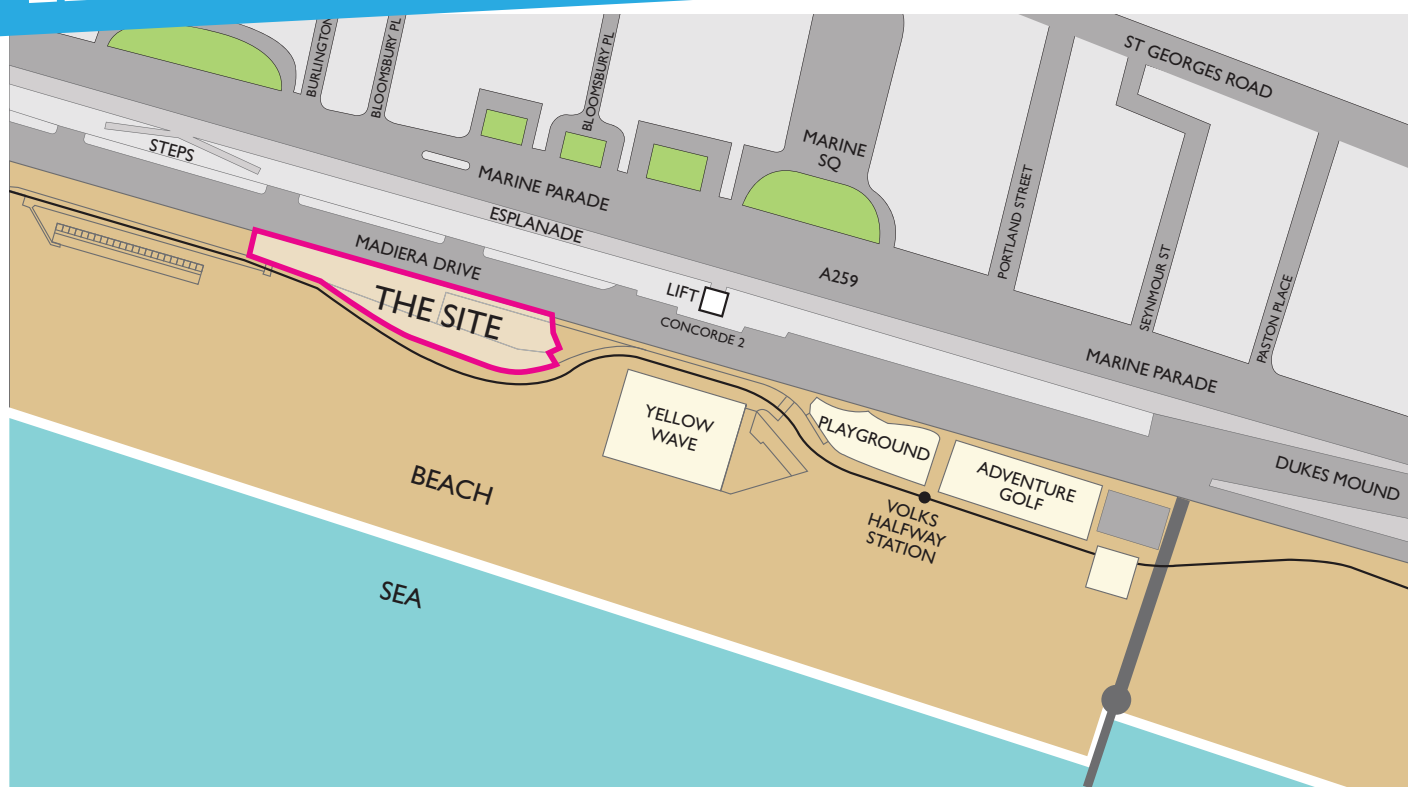 BURLINGTON
BLOOMSBURY PL
BLOOMSBURY PL
ST GEORGES ROAD
STEPS
MARINE PARADE
MARINE
SQ
ESPLANADE
PORTLAND STREET
MADIERA DRIVE
A259
SEYNMOUR ST
PASTON PLACE
LIFT
THE SITE
CONCORDE 2
MARINE PARADE
YELLOW
WAVE
PLAYGROUND
ADVENTURE
GOLF
DUKES MOUND
BEACH
VOLKS
HALFWAY
STATION
SEA